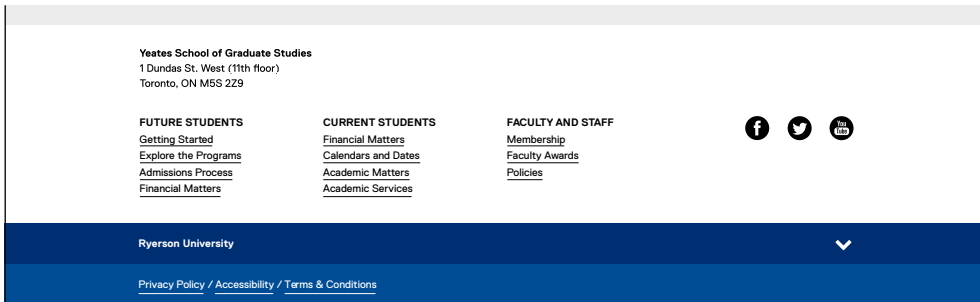 Yeates School of Graduate Studies
1 Dundas St. West (11th floor)
Toronto, ON M5S 2Z9
FUTURE STUDENTS
Getting Started
Explore the Programs
Admissions Process
Financial Matters
CURRENT STUDENTS
Financial Matters
Calendars and Dates
Academic Matters
Academic Services
FACULTY AND STAFF
Membership
Faculty Awards
Policies
You
Tube
Ryerson University
Privacy Policy / Accessibility / Terms & Conditions